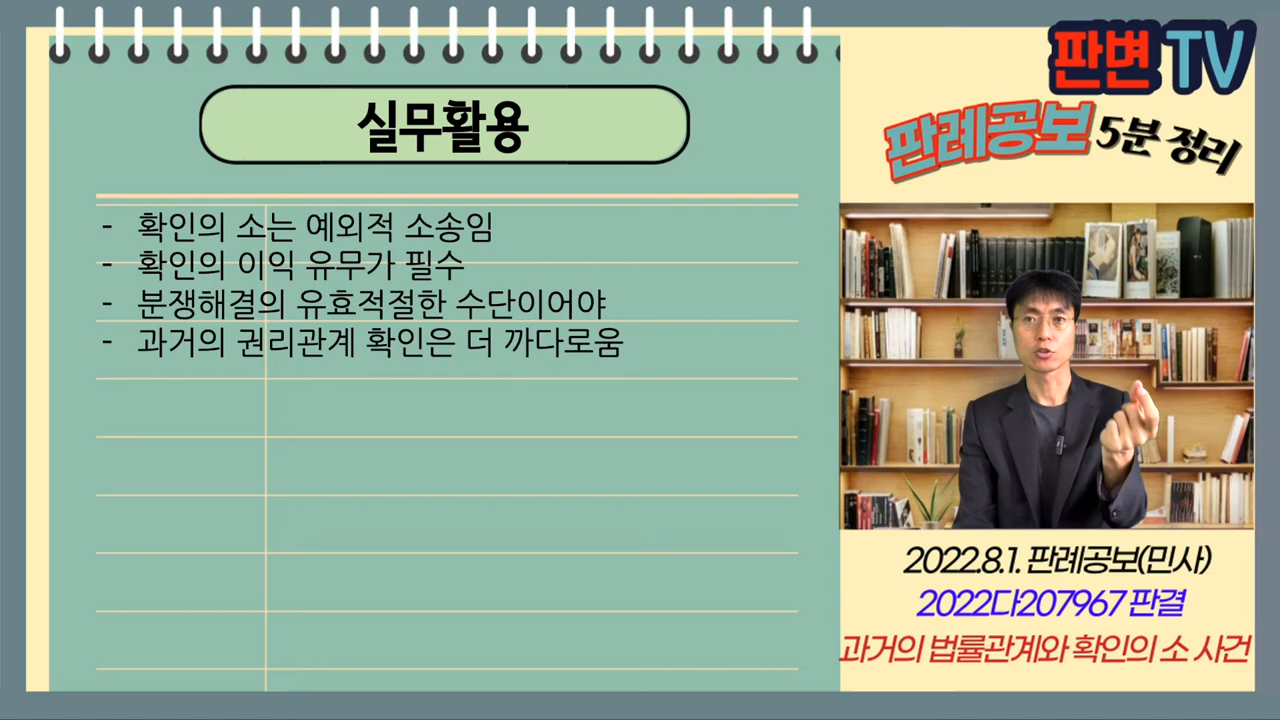 실무활용
- 확인의 소는 예외적 소송임
- 확인의 이익 유무가 필수
- 분쟁해결의 유효적절한 수단이어야
- 과거의 권리관계 확인은 더 까다로움
판변 TV
판례공보 5분 정리
2022.8.1. 판례공보(민사)
2022다207967 판결
과거의 법률관계와 확인의 소 사건